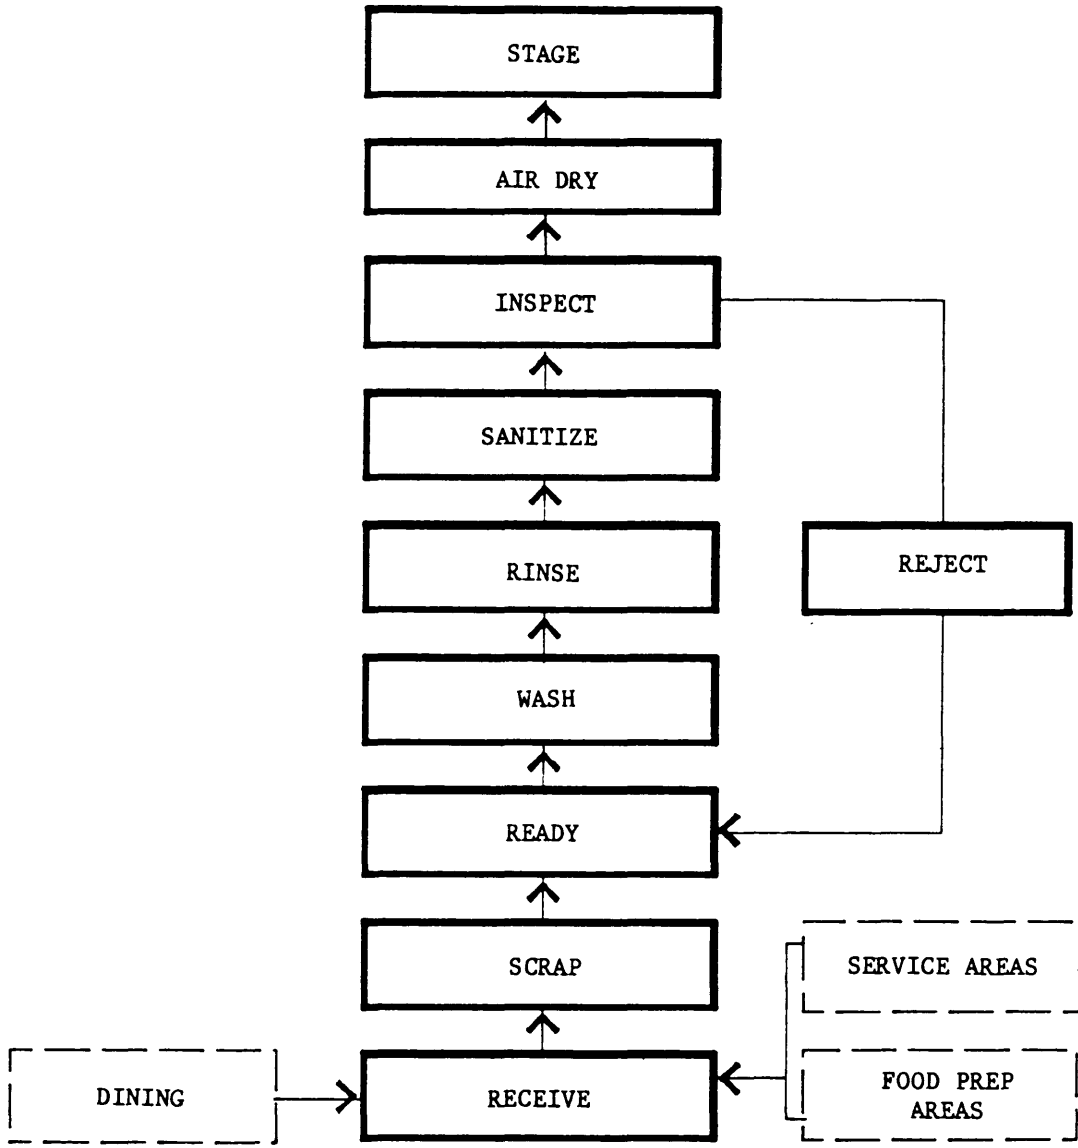 STAGE
AIR DRY
INSPECT
SANITIZE
RINSE
REJECT
WASH
READY
SCRAP
SERVICE AREAS
DINING
RECEIVE
FOOD PREP
AREAS